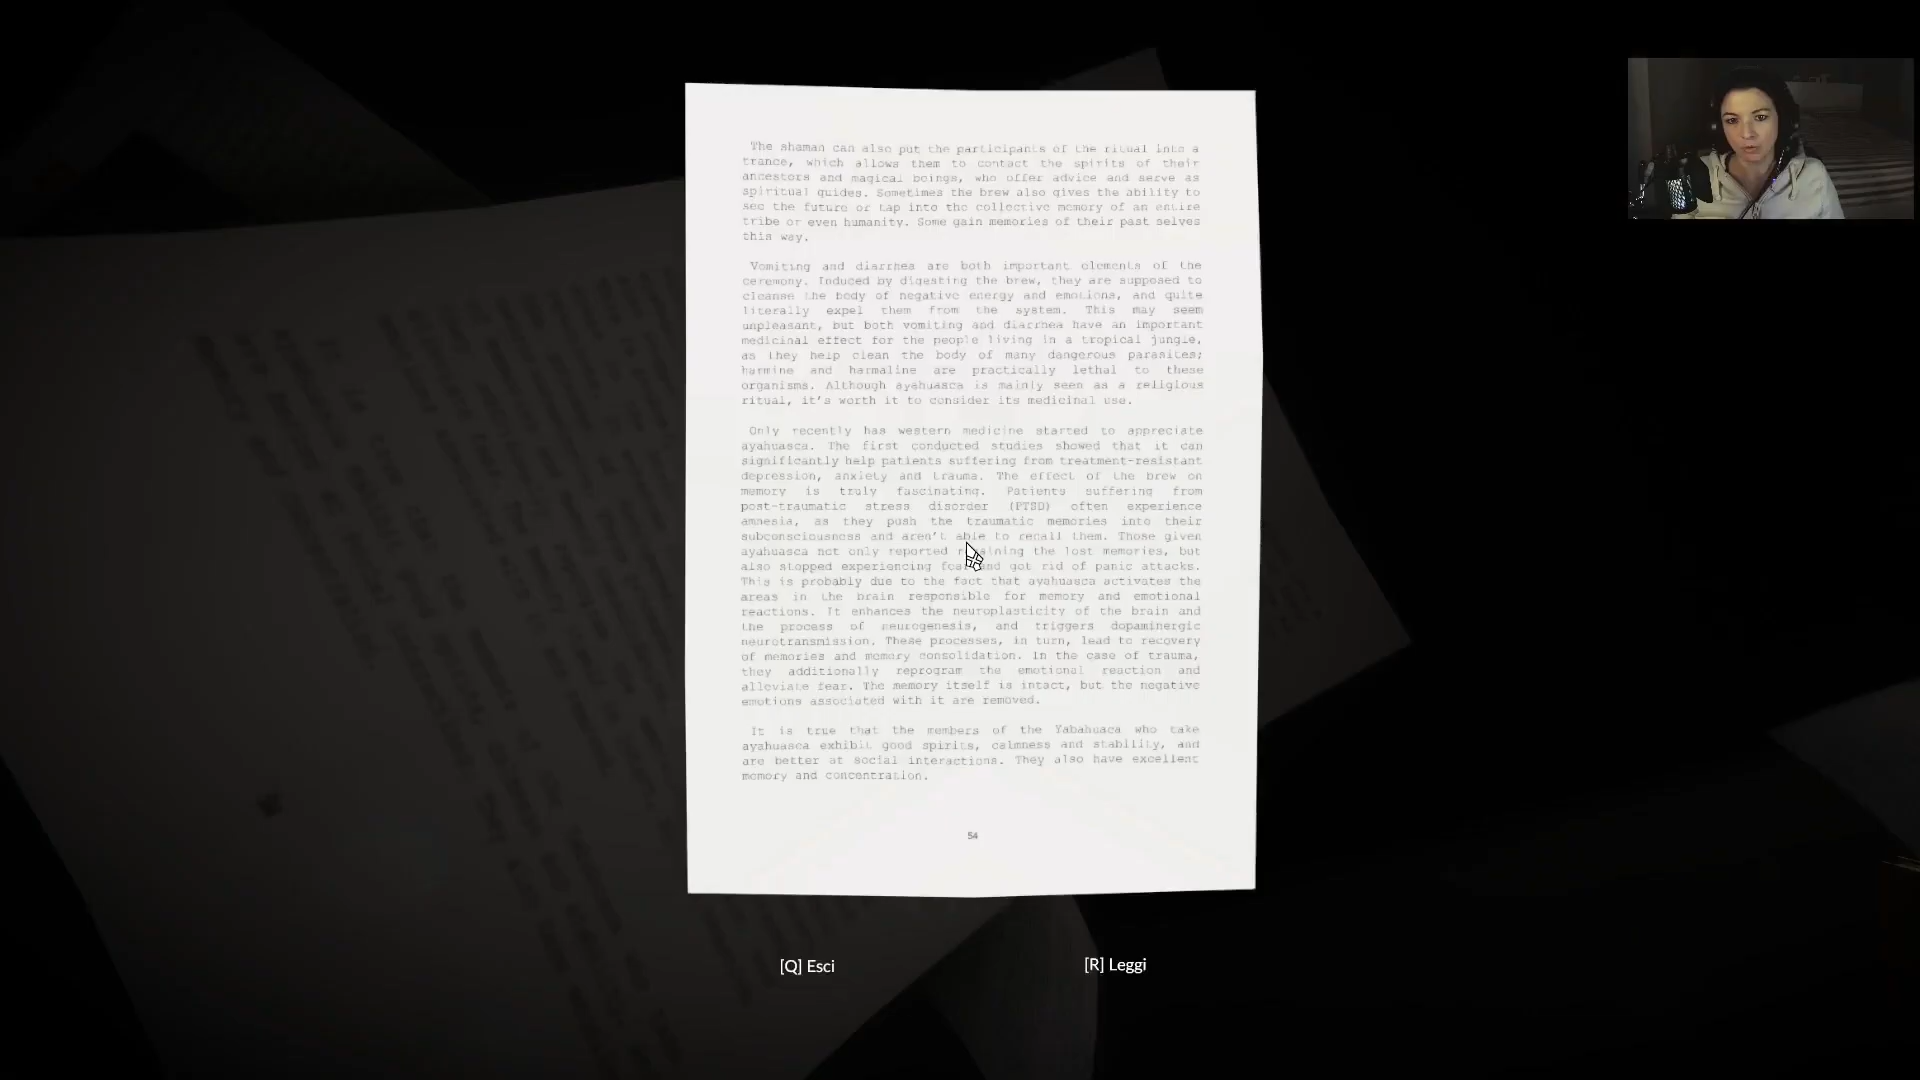 The shaman can also put the participants of the ritual into a
trance, which allows them to contact the spirits of their
ancestors and magical beings, who offer advice and serve as
spiritual guides. Sometimes the brew also gives the ability to
see the future or tap into the collective memory of an entire
tribe or even humanity. Some gain memories of their past selves
this way.
Vomiting and diarrhea are both important elements of the
ceremony. Induced by digesting the brew, they are supposed to
cleanse the body of negative energy and emotions, and quite
literally expel them from the system. This may seem
unpleasant, but both vomiting and diarrhea have an important
medicinal effect for the people living in a tropical jungle,
as they help clean the body of many dangerous parasites;
harmine and harmaline are practically lethal to these
organisms. Although ayahuasca is mainly seen as a religious
ritual, it's worth it to consider its medicinal use.
Only recently has western medicine started to appreciate
ayahuasca. The first conducted studies showed that it can
significantly help patients suffering from treatment-resistant
depression, anxiety and trauma. The effect of the brew on
memory is truly fascinating. Patients suffering from
post-traumatic stress disorder (PTSD) often experience
amnesia, as they push the traumatic memories into their
subconsciousness and aren't able to recall them. Those given
ayahuasca not only reported the lost memories, but
also stopped experiencing fear and got rid of panic attacks.
This is probably due to the fact that ayahuasca activates the
areas in the brain responsible for memory and emotional
reactions. It enhances the neuroplasticity of the brain and
the process of neurogenesis, and triggers dopaminergic
neurotransmission. These processes, in turn, lead to recovery
of memories and memory consolidation. In the case of trauma,
they additionally reprogram the emotional reaction and
alleviate fear. The memory itself is intact, but the negative
emotions associated with it are removed.
It is true that the members of the Yabahuaca who take
ayahuasca exhibit good spirits, calmness and stability, and
are better at social interactions. They also have excellent
memory and concentration.
54
[Q] Esci
[R] Leggi